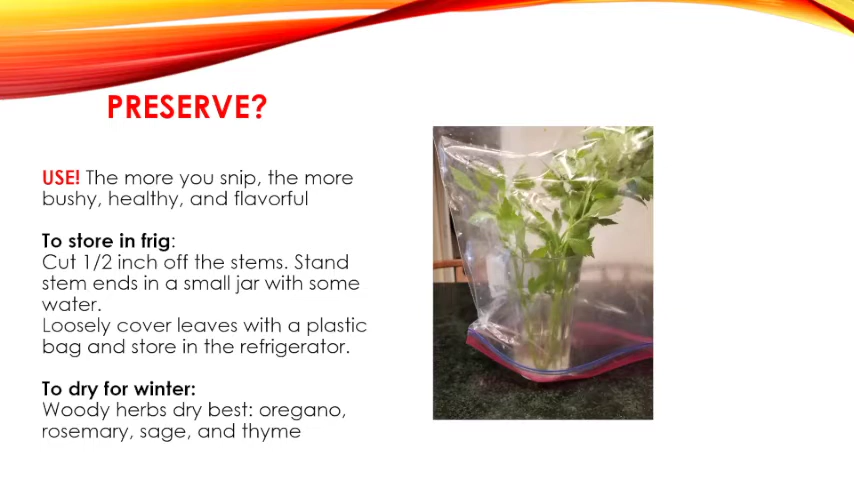 PRESERVE?
USE! The more you snip, the more
bushy, healthy, and flavorful
To store in frig:
Cut 1/2 inch off the stems. Stand
stem ends in a small jar with some
water.
Loosely cover leaves with a plastic
bag and store in the refrigerator.
To dry for winter:
Woody herbs dry best: oregano,
rosemary, sage, and thyme